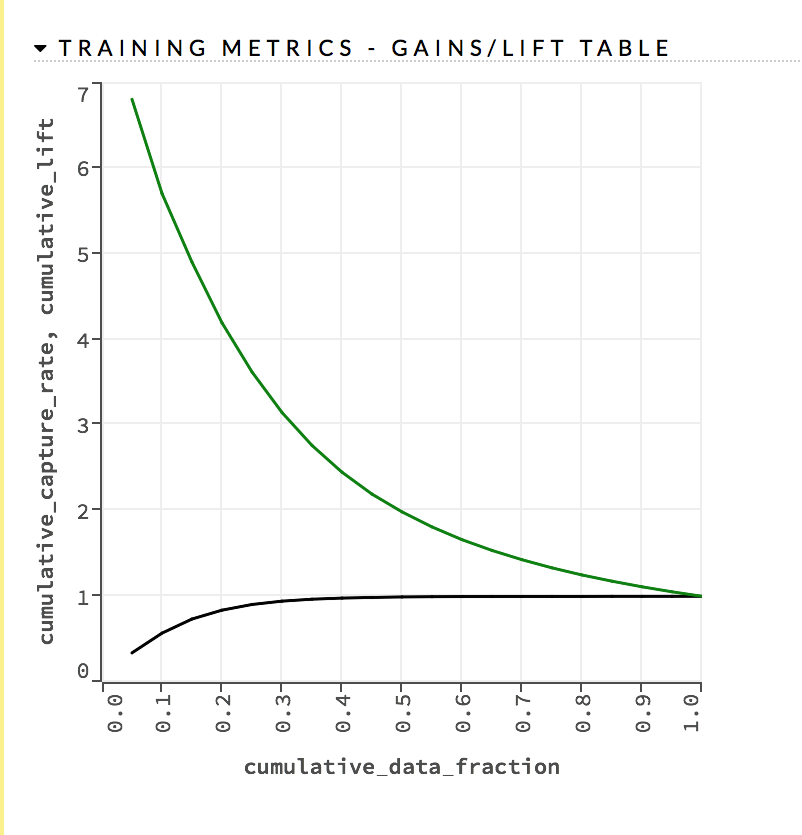 TRAINING METRICS - GAINS/LIFT TABLE
cumulative_capture_rate, cumulative_lift
7
6
5
4
3
2
1
0
0.0 0.1 0.2 0.3 0.4 0.5 0.6 0.7 0.8 0.9 1.0
cumulative_data_fraction